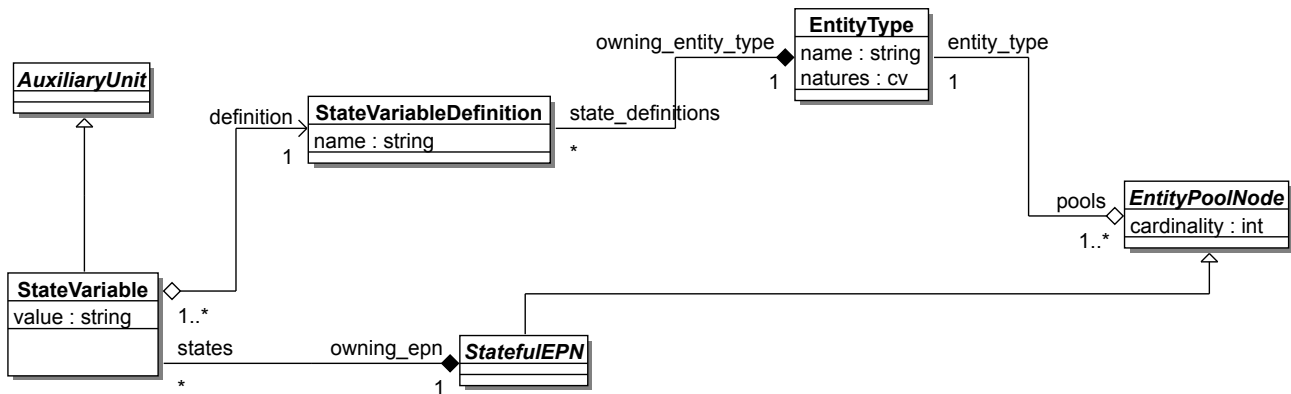 EntityType
name : string
natures : cv
owning_entity_type
1
entity_type
1
AuxiliaryUnit
definition
1
StateVariableDefinition
name : string
state_definitions
*
pools
1..*
EntityPoolNode
cardinality : int
StateVariable
value : string
1..*
states
*
owning_epn
1
StatefulEPN